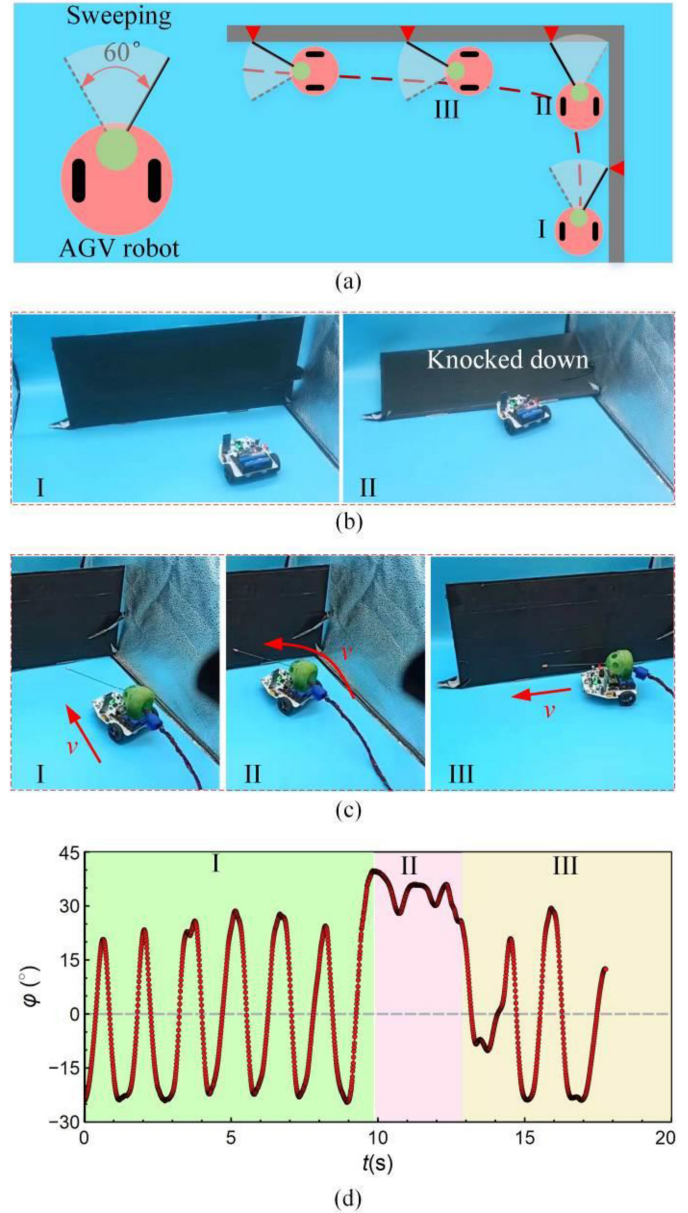 Sweeping
60°
AGV robot
III
II
I
(a)
I
Knocked down
II
(b)
v
I
v
II
v
III
(c)
I
II
III
45
30
15
0
−15
−30
φ (°)
0
5
10
15
20
t(s)
(d)